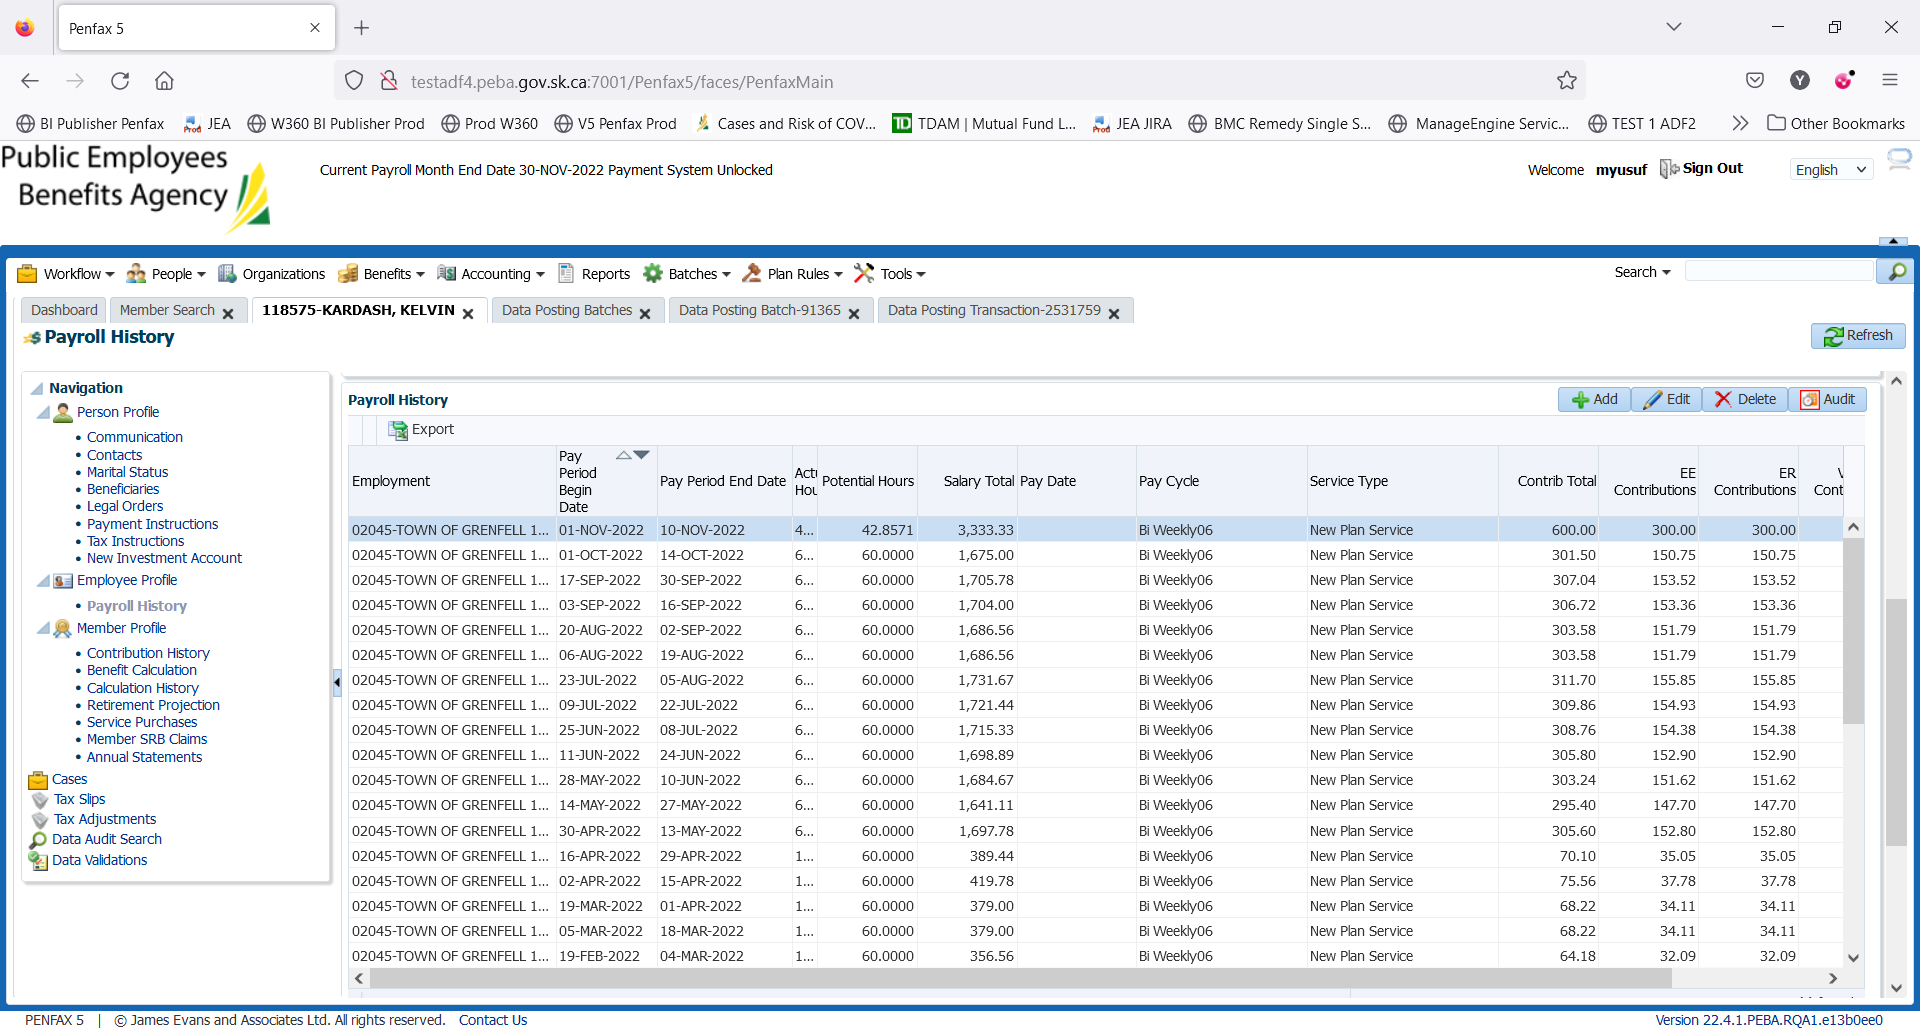 Penfax 5
testadf4.peba.gov.sk.ca:7001/Penfax5/faces/PenfaxMain
Y
BI Publisher Penfax JEA W360 BI Publisher Prod Prod W360 V5 Penfax Prod Cases and Risk of COV... TD TDAM | Mutual Fund L... JEA JIRA BMC Remedy Single S... ManageEngine Servic... TEST 1 ADF2 Other Bookmarks
Public Employees
Benefits Agency
Current Payroll Month End Date 30-NOV-2022 Payment System Unlocked
Welcome myusuf Sign Out English
Workflow People Organizations Benefits Accounting Reports Batches Plan Rules Tools Search
Dashboard Member Search 118575-KARDASH, KELVIN Data Posting Batches Data Posting Batch-91365 Data Posting Transaction-2531759
Payroll History
Refresh
Navigation
Person Profile
Communication
Contacts
Marital Status
Beneficiaries
Legal Orders
Payment Instructions
Tax Instructions
New Investment Account
Employee Profile
Payroll History
Member Profile
Contribution History
Benefit Calculation
Calculation History
Retirement Projection
Service Purchases
Member SRB Claims
Annual Statements
Cases
Tax Slips
Tax Adjustments
Data Audit Search
Data Validations
Payroll History
Add Edit Delete Audit
Export
Employment Pay Period Begin Date Pay Period End Date Actu Hou Potential Hours Salary Total Pay Date Pay Cycle Service Type Contrib Total EE Contributions ER Contributions V Cont
02045-TOWN OF GRENFELL 1... 01-NOV-2022 10-NOV-2022 4... 42.8571 3,333.33 Bi Weekly06 New Plan Service 600.00 300.00 300.00
02045-TOWN OF GRENFELL 1... 01-OCT-2022 14-OCT-2022 6... 60.0000 1,675.00 Bi Weekly06 New Plan Service 301.50 150.75 150.75
02045-TOWN OF GRENFELL 1... 17-SEP-2022 30-SEP-2022 6... 60.0000 1,705.78 Bi Weekly06 New Plan Service 307.04 153.52 153.52
02045-TOWN OF GRENFELL 1... 03-SEP-2022 16-SEP-2022 6... 60.0000 1,704.00 Bi Weekly06 New Plan Service 306.72 153.36 153.36
02045-TOWN OF GRENFELL 1... 20-AUG-2022 02-SEP-2022 6... 60.0000 1,686.56 Bi Weekly06 New Plan Service 303.58 151.79 151.79
02045-TOWN OF GRENFELL 1... 06-AUG-2022 19-AUG-2022 6... 60.0000 1,686.56 Bi Weekly06 New Plan Service 303.58 151.79 151.79
02045-TOWN OF GRENFELL 1... 23-JUL-2022 05-AUG-2022 6... 60.0000 1,731.67 Bi Weekly06 New Plan Service 311.70 155.85 155.85
02045-TOWN OF GRENFELL 1... 09-JUL-2022 22-JUL-2022 6... 60.0000 1,721.44 Bi Weekly06 New Plan Service 309.86 154.93 154.93
02045-TOWN OF GRENFELL 1... 25-JUN-2022 08-JUL-2022 6... 60.0000 1,715.33 Bi Weekly06 New Plan Service 308.76 154.38 154.38
02045-TOWN OF GRENFELL 1... 11-JUN-2022 24-JUN-2022 6... 60.0000 1,698.89 Bi Weekly06 New Plan Service 305.80 152.90 152.90
02045-TOWN OF GRENFELL 1... 28-MAY-2022 10-JUN-2022 6... 60.0000 1,684.67 Bi Weekly06 New Plan Service 303.24 151.62 151.62
02045-TOWN OF GRENFELL 1... 14-MAY-2022 27-MAY-2022 6... 60.0000 1,641.11 Bi Weekly06 New Plan Service 295.40 147.70 147.70
02045-TOWN OF GRENFELL 1... 30-APR-2022 13-MAY-2022 6... 60.0000 1,697.78 Bi Weekly06 New Plan Service 305.60 152.80 152.80
02045-TOWN OF GRENFELL 1... 16-APR-2022 29-APR-2022 1... 60.0000 389.44 Bi Weekly06 New Plan Service 70.10 35.05 35.05
02045-TOWN OF GRENFELL 1... 02-APR-2022 15-APR-2022 1... 60.0000 419.78 Bi Weekly06 New Plan Service 75.56 37.78 37.78
02045-TOWN OF GRENFELL 1... 19-MAR-2022 01-APR-2022 1... 60.0000 379.00 Bi Weekly06 New Plan Service 68.22 34.11 34.11
02045-TOWN OF GRENFELL 1... 05-MAR-2022 18-MAR-2022 1... 60.0000 379.00 Bi Weekly06 New Plan Service 68.22 34.11 34.11
02045-TOWN OF GRENFELL 1... 19-FEB-2022 04-MAR-2022 1... 60.0000 356.56 Bi Weekly06 New Plan Service 64.18 32.09 32.09
PENFAX 5 | © James Evans and Associates Ltd. All rights reserved. Contact Us Version 22.4.1.PEBA.RQA1.e13b0ee0